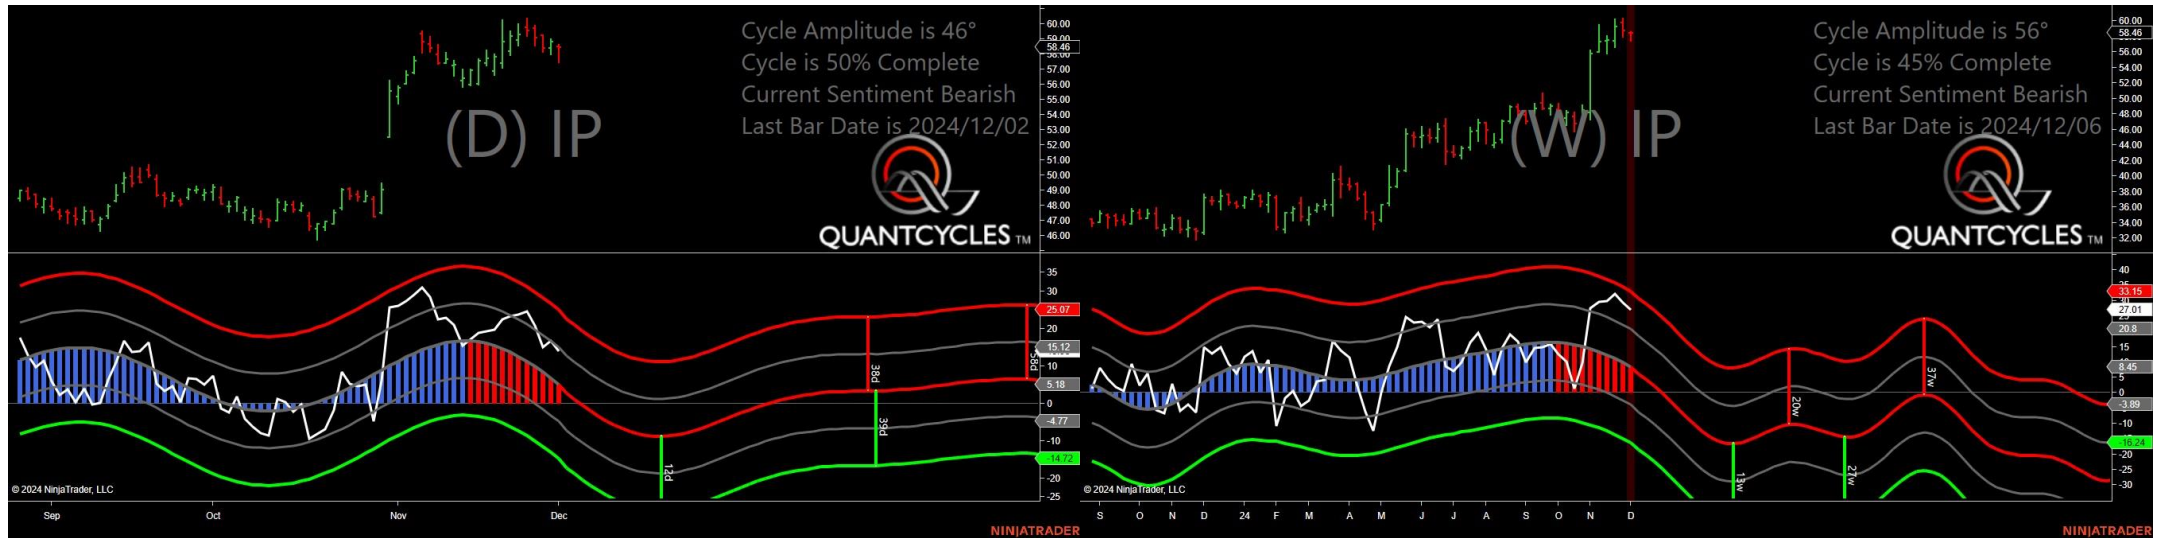 Cycle Amplitude is 46°
Cycle is 50% Complete
Current Sentiment Bearish
Last Bar Date is 2024/12/02
(D) IP
QUANTCYCLES TM
60.00
59.00
58.46
57.00
56.00
55.00
54.00
53.00
52.00
51.00
50.00
49.00
48.00
47.00
46.00
35
30
25.07
20
15.12
10
5.18
0
-4.77
-10
-14.72
-20
-25
38d
39d
12d
58d
© 2024 NinjaTrader, LLC
Sep Oct Nov Dec
NINJATRADER
Cycle Amplitude is 56°
Cycle is 45% Complete
Current Sentiment Bearish
Last Bar Date is 2024/12/06
(W) IP
QUANTCYCLES TM
60.00
58.46
56.00
54.00
52.00
50.00
48.00
46.00
44.00
42.00
40.00
38.00
36.00
34.00
32.00
40
33.15
27.01
20.8
15
8.45
5
0
-3.89
-10
-16.24
-20
-25
-30
20w
37w
13w
27w
© 2024 NinjaTrader, LLC
S O N D 24 F M A M J J A S O N D
NINJATRADER